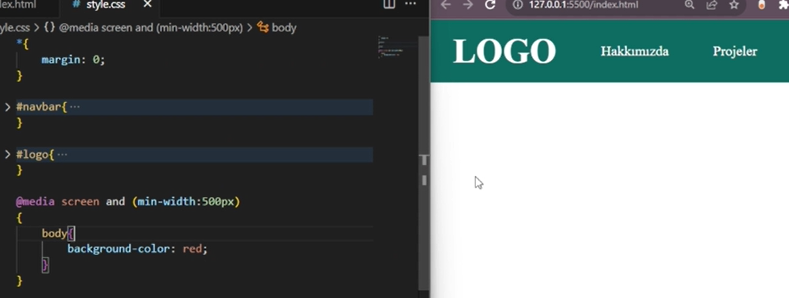 index.html
# style.css ×
style.css > {} @media screen and (min-width:500px) > body
*{
margin: 0;
}
#navbar{ ...
}
#logo{ ...
}
@media screen and (min-width:500px)
{
body{
background-color: red;
}
}
127.0.0.1:5500/index.html
LOGO Hakkımızda Projeler